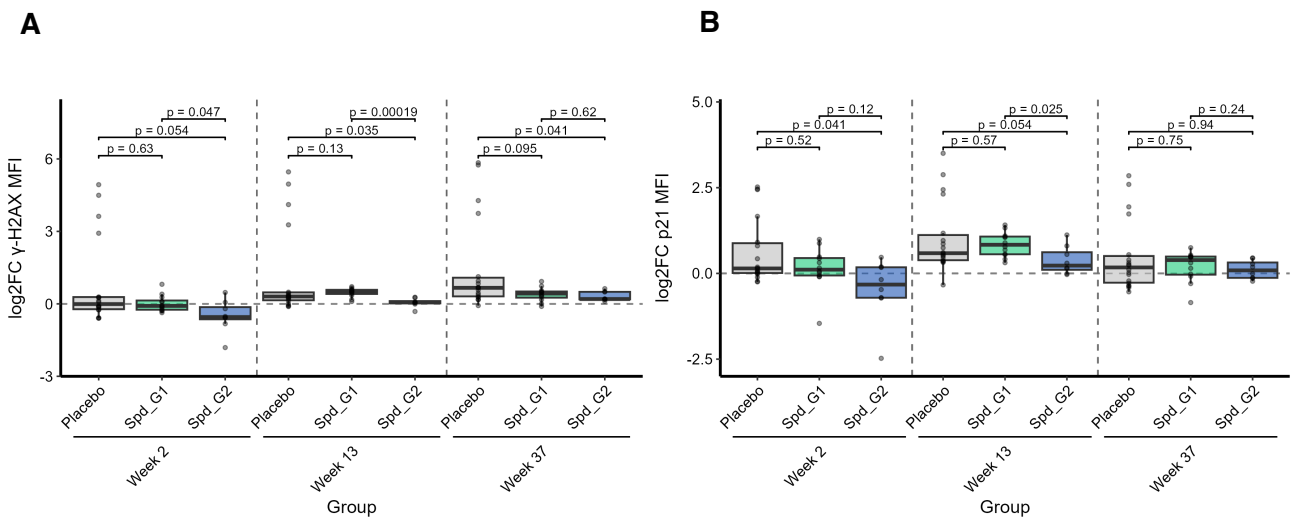 A
log2FC γ-H2AX MFI
6
3
0
-3
p = 0.047
p = 0.054
p = 0.63
p = 0.00019
p = 0.035
p = 0.13
p = 0.62
p = 0.041
p = 0.095
Placebo
Spd_G1
Spd_G2
Placebo
Spd_G1
Spd_G2
Placebo
Spd_G1
Spd_G2
Week 2
Week 13
Week 37
Group
B
log2FC p21 MFI
5.0
2.5
0.0
-2.5
p = 0.12
p = 0.041
p = 0.52
p = 0.025
p = 0.054
p = 0.57
p = 0.24
p = 0.94
p = 0.75
Placebo
Spd_G1
Spd_G2
Placebo
Spd_G1
Spd_G2
Placebo
Spd_G1
Spd_G2
Week 2
Week 13
Week 37
Group